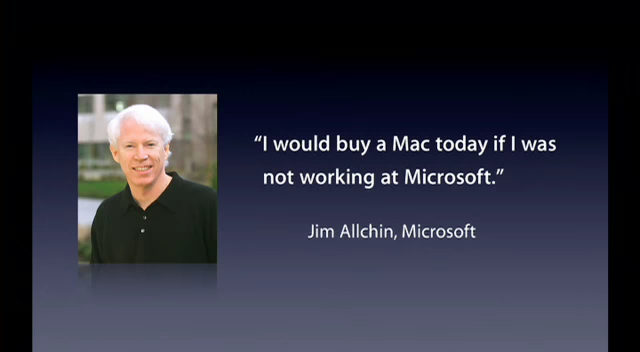 “I would buy a Mac today if I was
not working at Microsoft.”
Jim Allchin, Microsoft